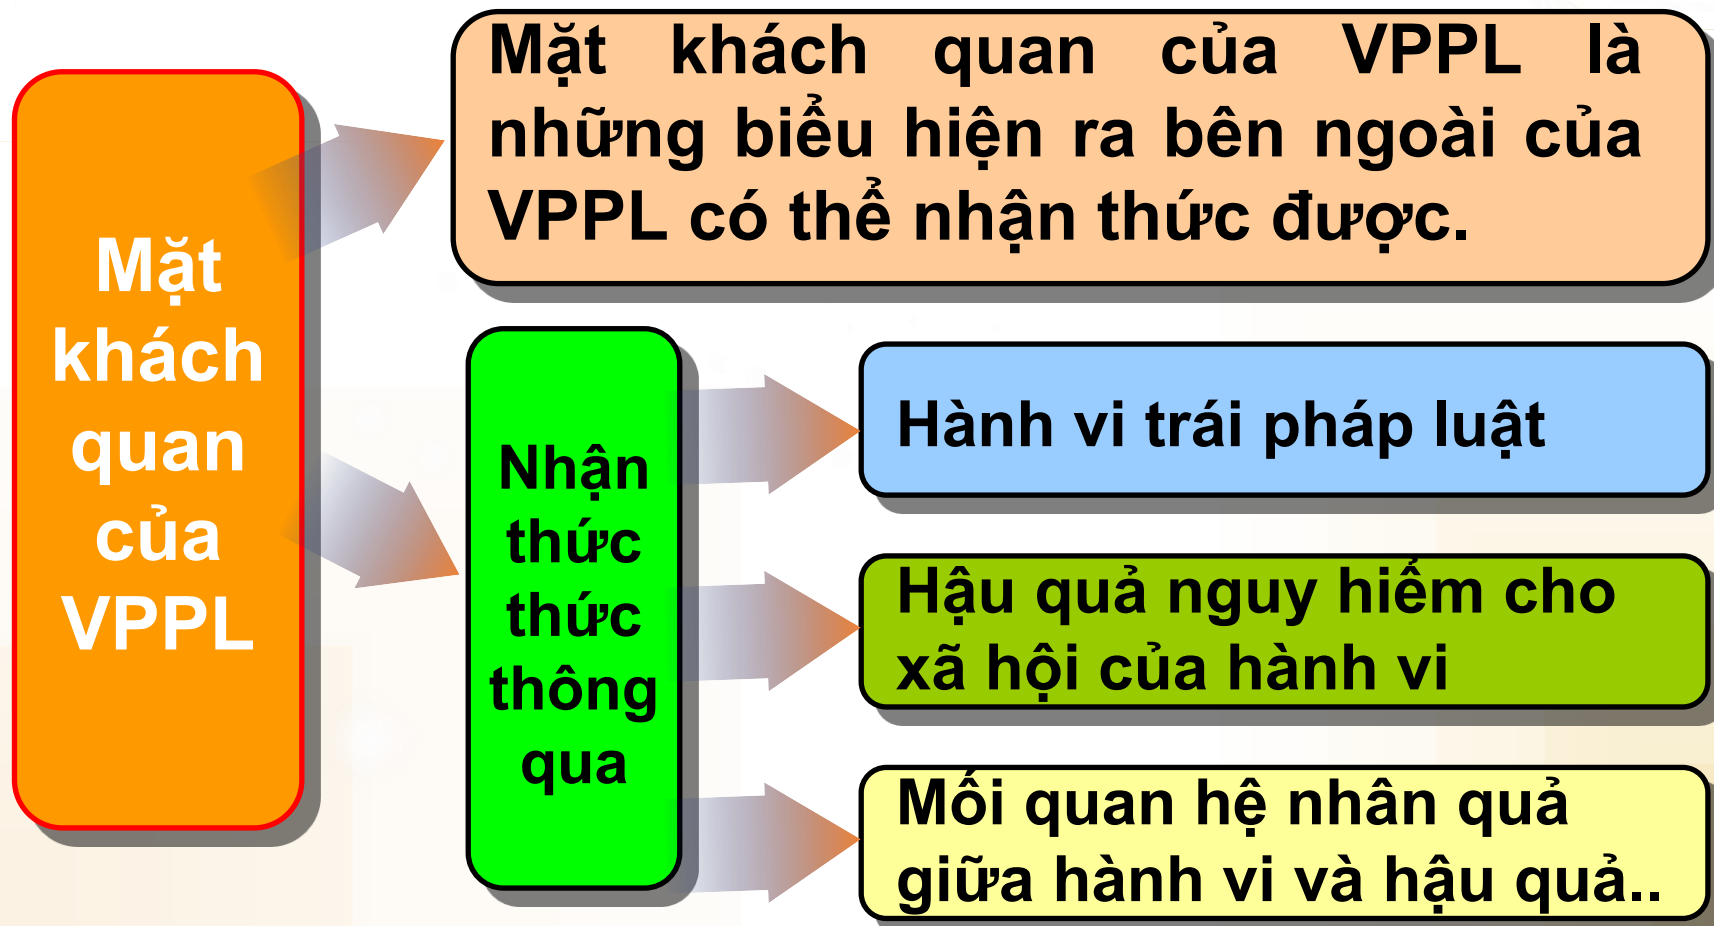 Mặt khách quan của VPPL là
những biểu hiện ra bên ngoài của
VPPL có thể nhận thức được.
Mặt
khách
quan
của
VPPL
Nhận
thức
thức
thông
qua
Hành vi trái pháp luật
Hậu quả nguy hiểm cho
xã hội của hành vi
Mối quan hệ nhân quả
giữa hành vi và hậu quả..